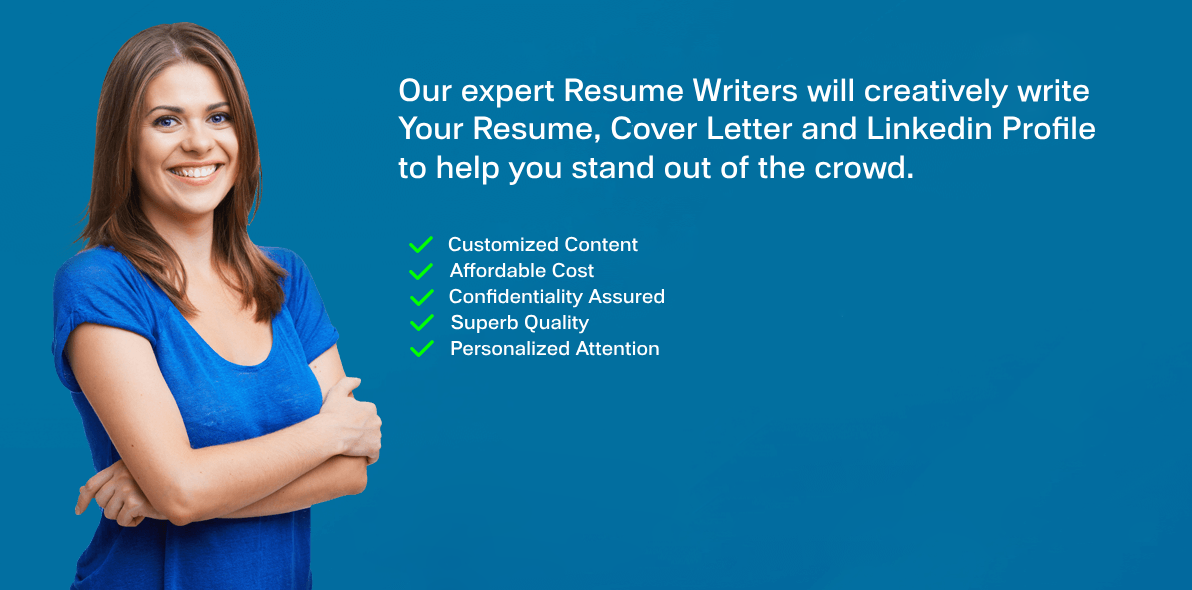 Our expert Resume Writers will creatively write
Your Resume, Cover Letter and Linkedin Profile
to help you stand out of the crowd.
Customized Content
Affordable Cost
Confidentiality Assured
Superb Quality
Personalized Attention